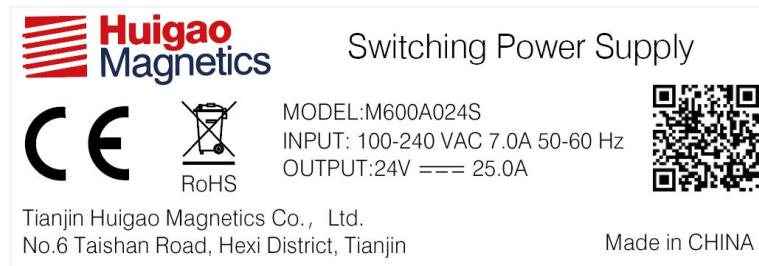 Huigao
Magnetics
Switching Power Supply
CE
RoHS
MODEL:M600A024S
INPUT: 100-240 VAC 7.0A 50-60 Hz
OUTPUT:24V ⎓ 25.0A
Tianjin Huigao Magnetics Co., Ltd.
No.6 Taishan Road, Hexi District, Tianjin
Made in CHINA